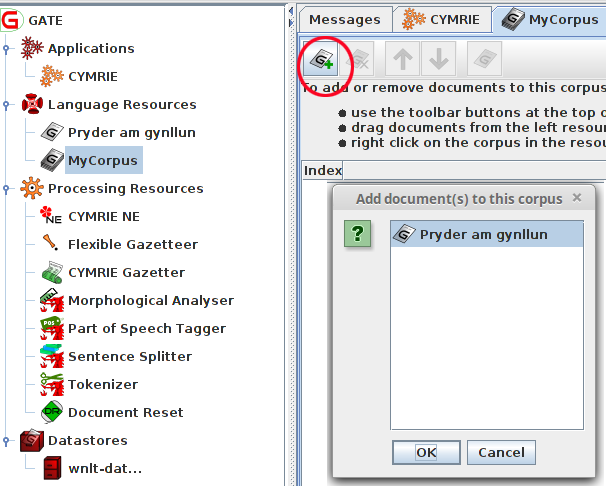 GATE
Applications
CYMRIE
Language Resources
Pryder am gynllun
MyCorpus
Processing Resources
NE CYMRIE NE
Flexible Gazetteer
CYMRIE Gazetter
Morphological Analyser
POS Part of Speech Tagger
Sentence Splitter
Tokenizer
DR Document Reset
Datastores
wnlt-dat...
Messages CYMRIE MyCorpus
To add or remove documents to this corpus
● use the toolbar buttons at the top o
● drag documents from the left resou
● right click on the corpus in the resou
Index
Add document(s) to this corpus ×
?
Pryder am gynllun
OK Cancel